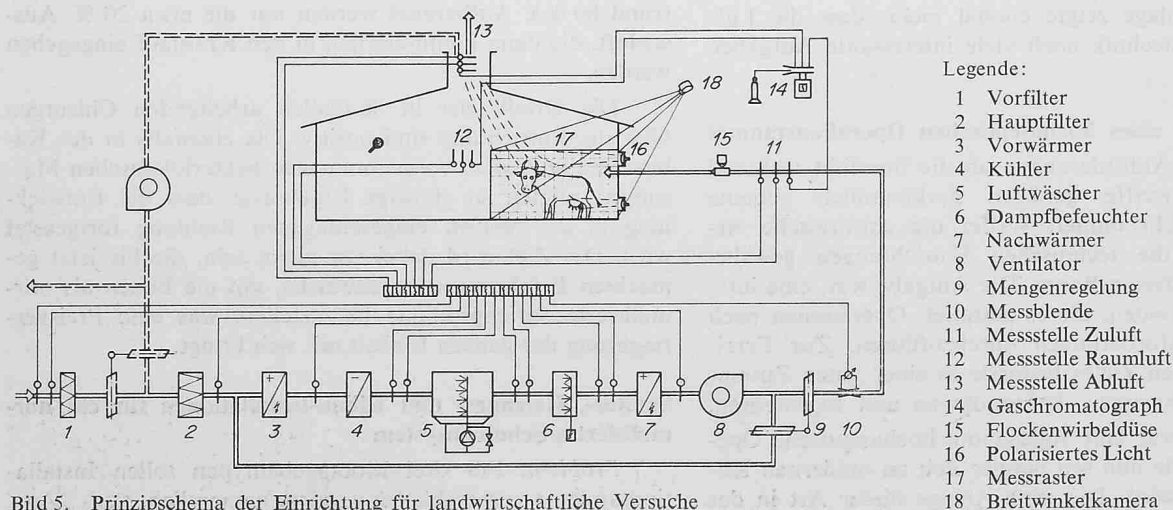 13
18
14
12
17
16
15
11
1
2
3
4
5
6
7
8
9
10
Bild 5. Prinzipschema der Einrichtung für landwirtschaftliche Versuche
Legende:
1 Vorfilter
2 Hauptfilter
3 Vorwärmer
4 Kühler
5 Luftwäscher
6 Dampfbefeuchter
7 Nachwärmer
8 Ventilator
9 Mengenregelung
10 Messblende
11 Messstelle Zuluft
12 Messstelle Raumluft
13 Messstelle Abluft
14 Gaschromatograph
15 Flockenwirbeldüse
16 Polarisiertes Licht
17 Messraster
18 Breitwinkelkamera